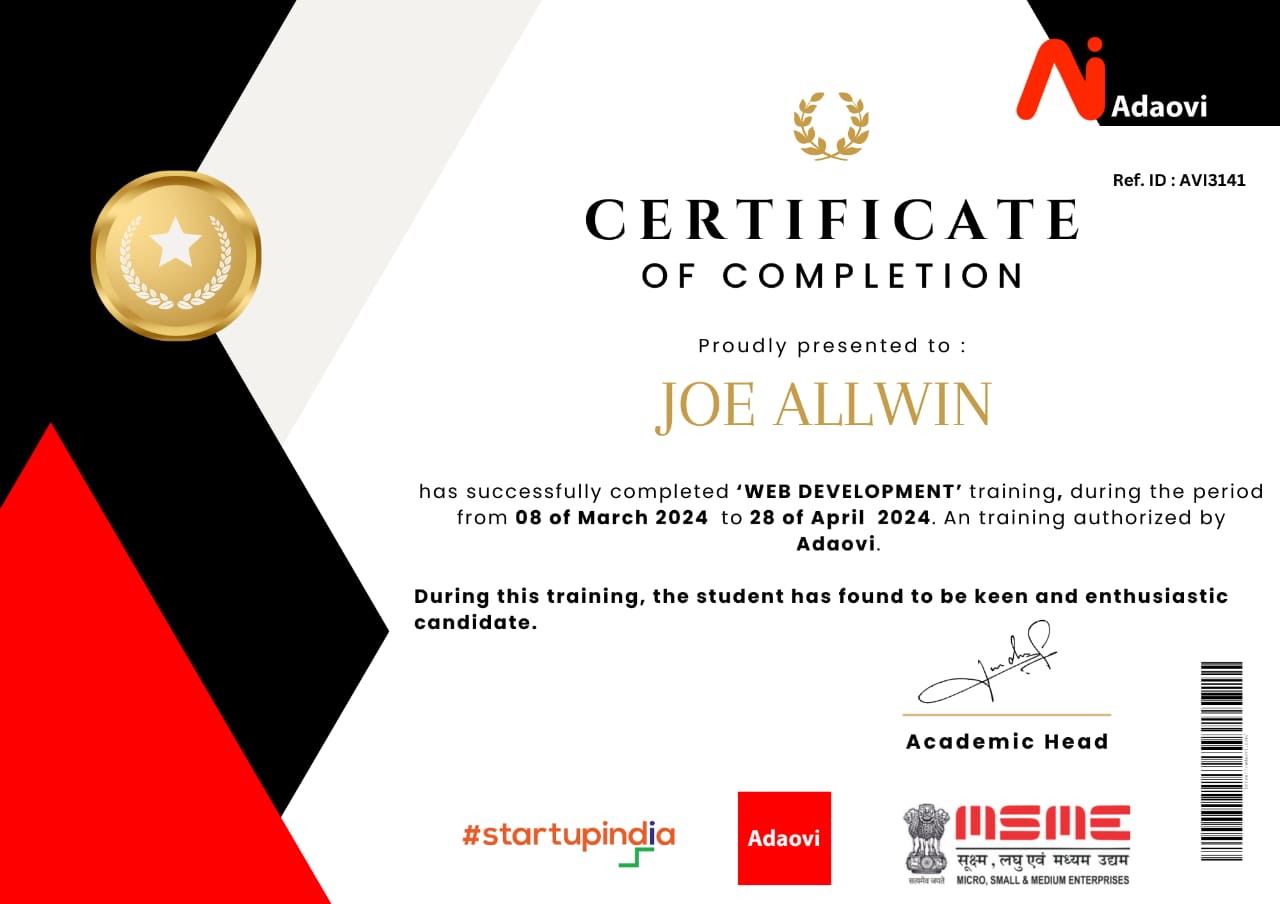 Adaovi
Ref. ID : AVI3141
CERTIFICATE
OF COMPLETION
Proudly presented to :
JOE ALLWIN
has successfully completed ‘WEB DEVELOPMENT’ training, during the period
from 08 of March 2024 to 28 of April 2024. An training authorized by
Adaovi.
During this training, the student has found to be keen and enthusiastic
candidate.
Academic Head
#startupindia
Adaovi
MSME
सूक्ष्म , लघु एवं मध्यम उद्यम
सत्यमेव जयते
MICRO, SMALL & MEDIUM ENTERPRISES